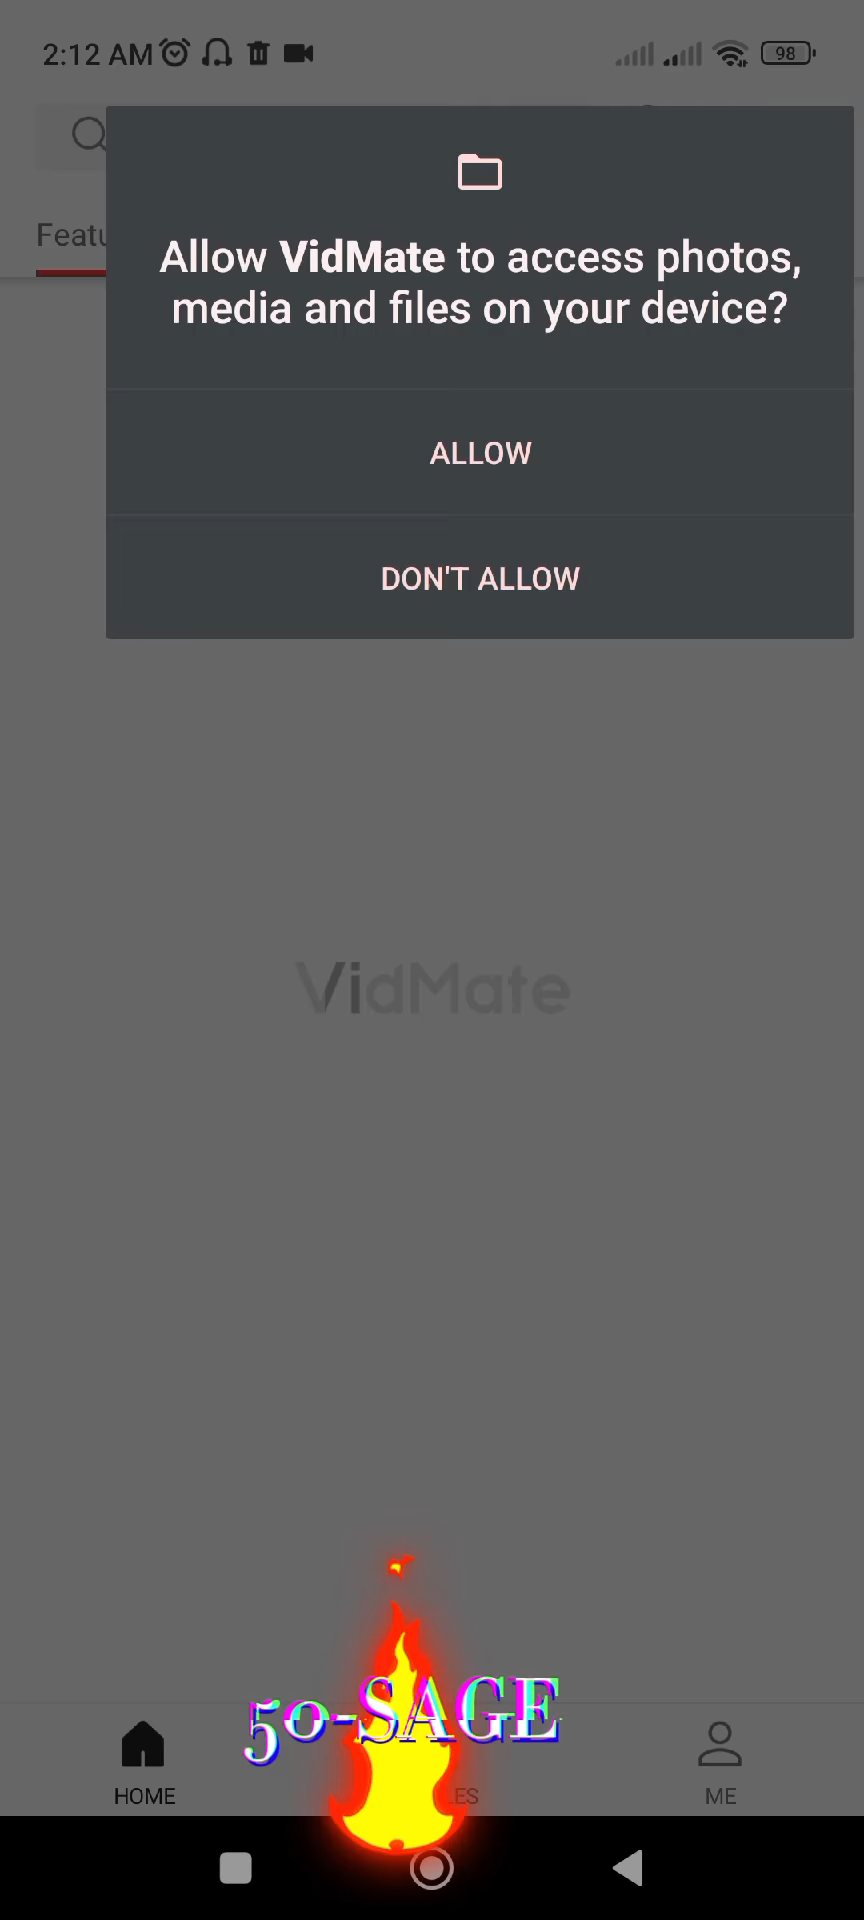 2:12 AM
98
Featu
Allow VidMate to access photos,
media and files on your device?
ALLOW
DON'T ALLOW
VidMate
50-SAGE
HOME
ME